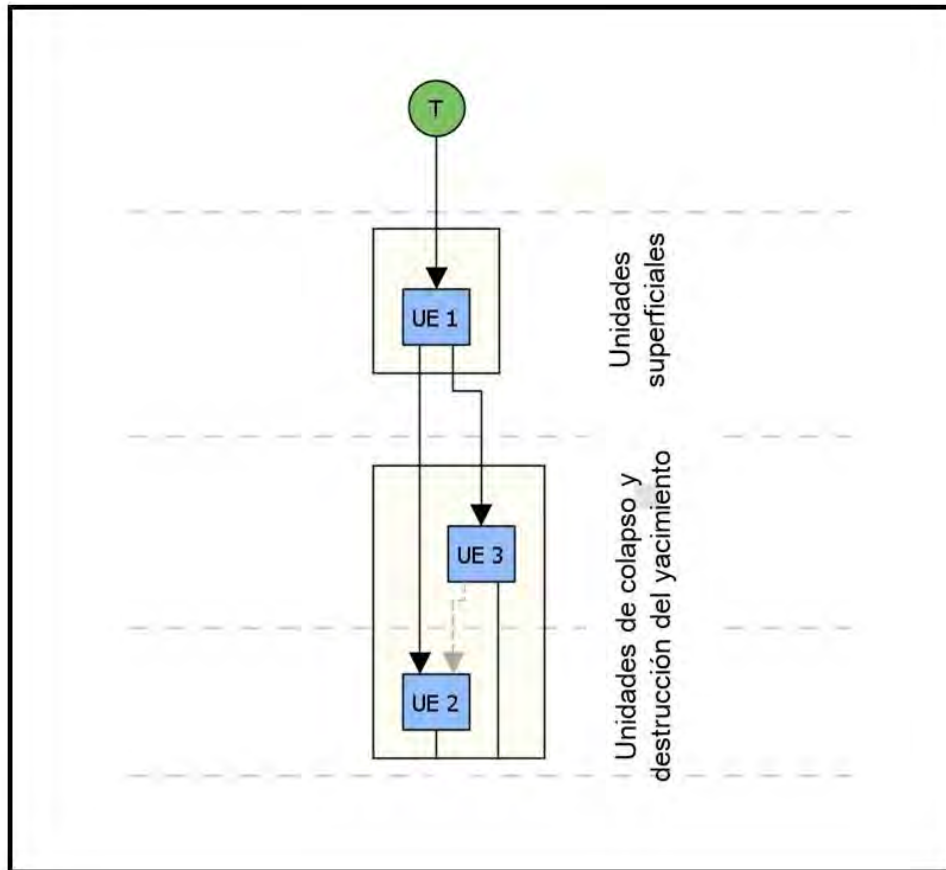 T
UE 1
Unidades
superficiales
UE 3
UE 2
Unidades de colapso y
destrucción del yacimiento